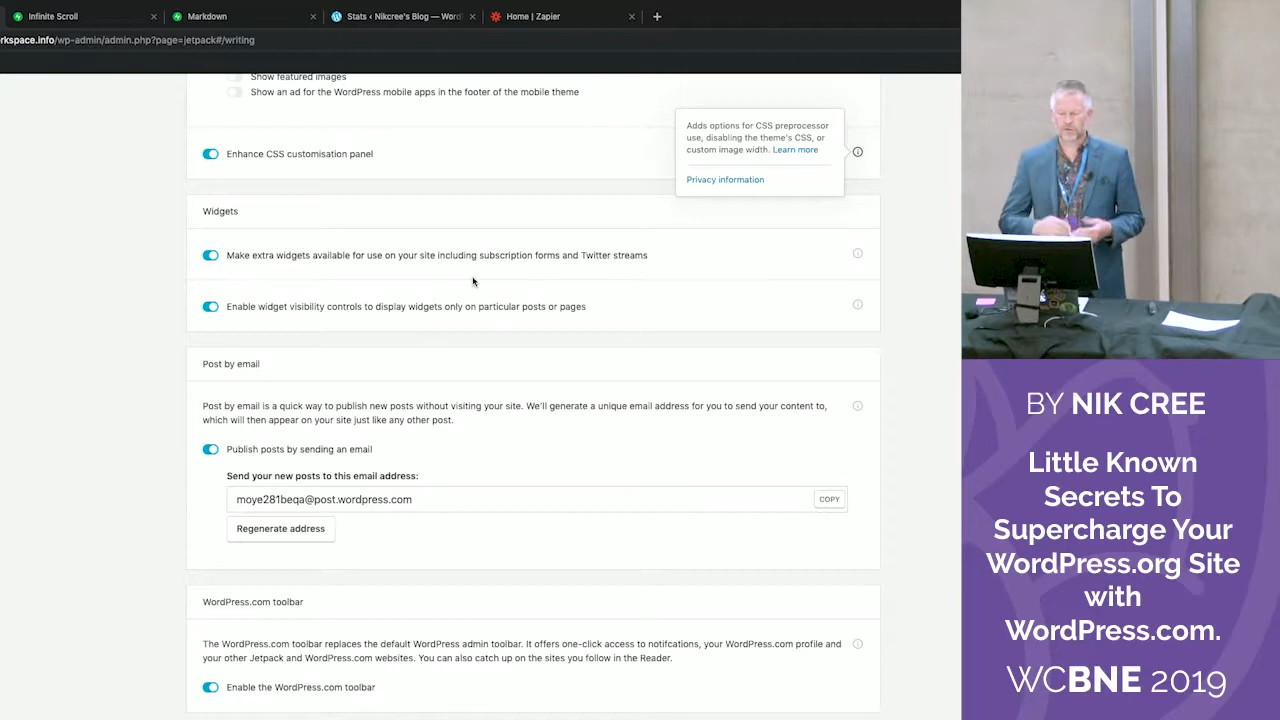 Infinite Scroll
Markdown
Stats ‹ Nikcree's Blog — Word
Home | Zapier
rkspace.info/wp-admin/admin.php?page=jetpack#/writing
Show featured images
Show an ad for the WordPress mobile apps in the footer of the mobile theme
Enhance CSS customisation panel
Adds options for CSS preprocessor
use, disabling the theme's CSS, or
custom image width. Learn more
Privacy information
Widgets
Make extra widgets available for use on your site including subscription forms and Twitter streams
Enable widget visibility controls to display widgets only on particular posts or pages
Post by email
Post by email is a quick way to publish new posts without visiting your site. We'll generate a unique email address for you to send your content to,
which will then appear on your site just like any other post.
Publish posts by sending an email
Send your new posts to this email address:
moye281beqa@post.wordpress.com
COPY
Regenerate address
WordPress.com toolbar
The WordPress.com toolbar replaces the default WordPress admin toolbar. It offers one-click access to notifcations, your WordPress.com profile and
your other Jetpack and WordPress.com websites. You can also catch up on the sites you follow in the Reader.
Enable the WordPress.com toolbar
BY NIK CREE
Little Known
Secrets To
Supercharge Your
WordPress.org Site
with
WordPress.com.
WCBNE 2019